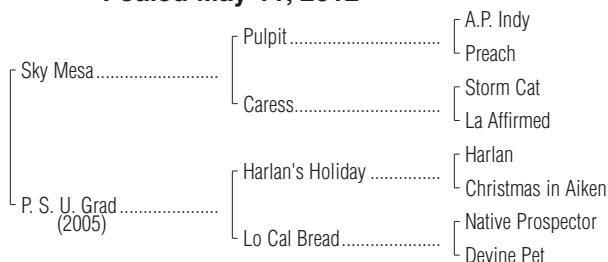 Foaled May 11, 2012
A.P. Indy
Pulpit
Preach
Sky Mesa
Storm Cat
Caress
La Affirmed
Harlan
Harlan's Holiday
Christmas in Aiken
P. S. U. Grad
(2005)
Native Prospector
Lo Cal Bread
Devine Pet